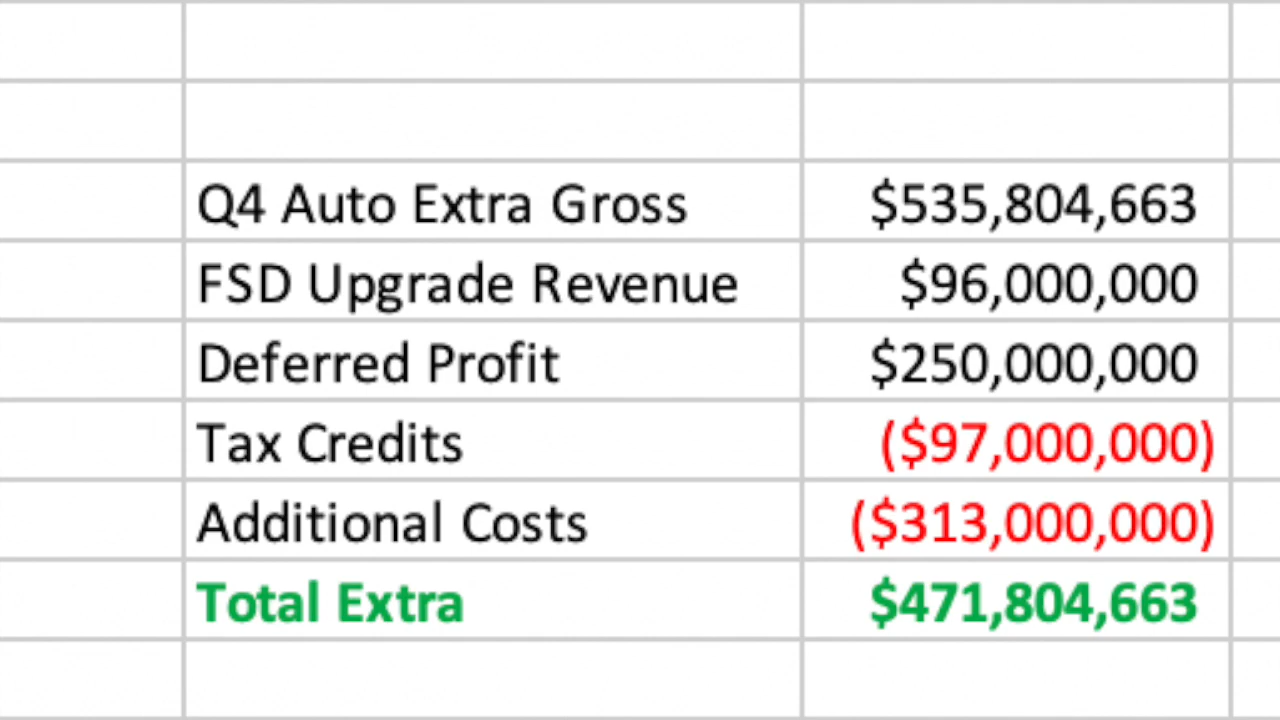 Q4 Auto Extra Gross $535,804,663
FSD Upgrade Revenue $96,000,000
Deferred Profit $250,000,000
Tax Credits ($97,000,000)
Additional Costs ($313,000,000)
Total Extra $471,804,663